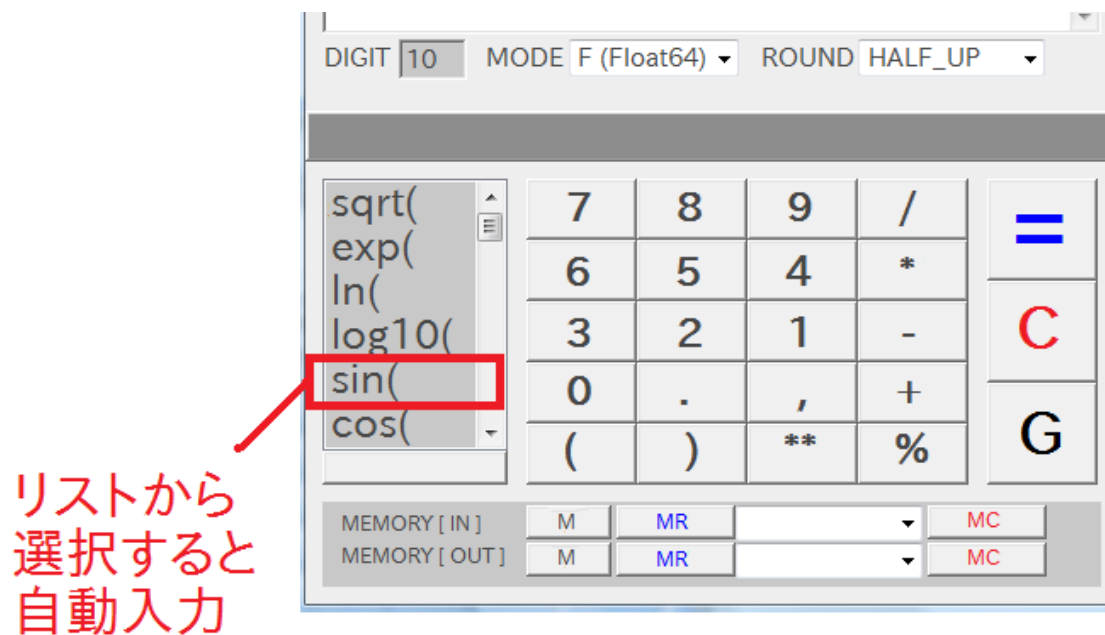 DIGIT 10 MODE F (Float64) ROUND HALF_UP
sqrt( 7 8 9 / =
exp(
ln( 6 5 4 *
log10( 3 2 1 - C
sin(
cos( 0 . , + G
( ) ** %
リストから
選択すると
自動入力
MEMORY [ IN ] M MR MC
MEMORY [ OUT ] M MR MC